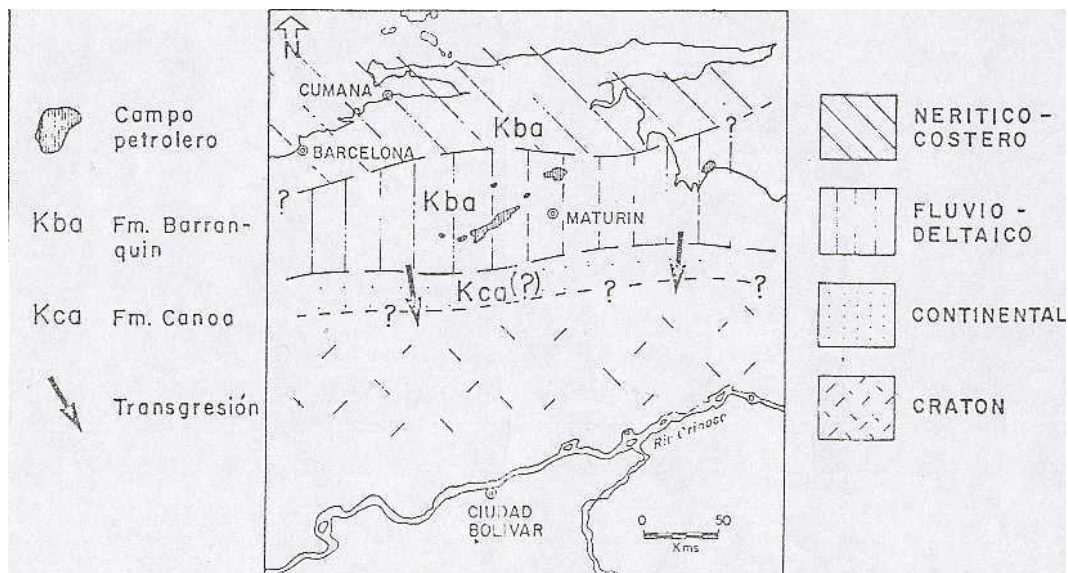 Campo
petrolero
Kba Fm. Barran-
quin
Kca Fm. Canoa
Transgresión
N
CUMANA
Kba
?
BARCELONA
?
Kba
MATURIN
Kca (?)
? ? ?
Rio Orinoco
CIUDAD
BOLIVAR
0 50
Kms
NERITICO-
COSTERO
FLUVIO-
DELTAICO
CONTINENTAL
CRATON